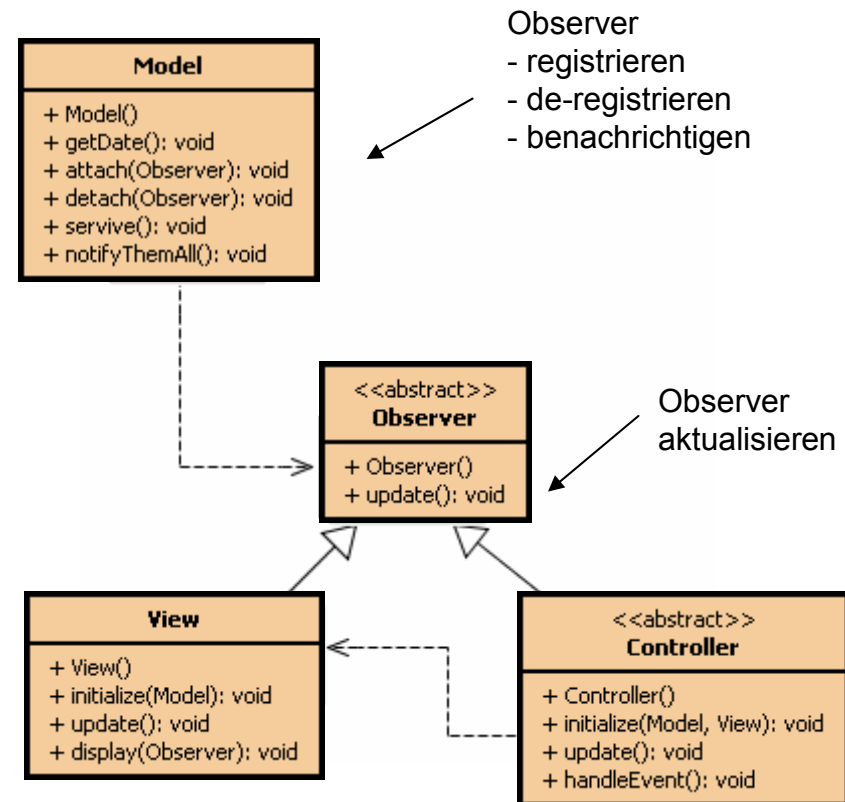 Observer
- registrieren
- de-registrieren
- benachrichtigen
Model
+ Model()
+ getDate(): void
+ attach(Observer): void
+ detach(Observer): void
+ servive(): void
+ notifyThemAll(): void
<<abstract>>
Observer
+ Observer()
+ update(): void
Observer
aktualisieren
View
+ View()
+ initialize(Model): void
+ update(): void
+ display(Observer): void
<<abstract>>
Controller
+ Controller()
+ initialize(Model, View): void
+ update(): void
+ handleEvent(): void